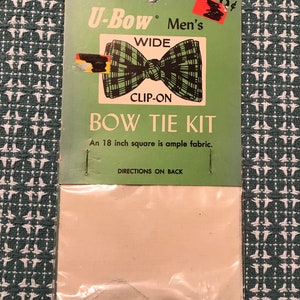 U-Bow® Men's
WIDE
CLIP-ON
BOW TIE KIT
An 18 inch square is ample fabric.
DIRECTIONS ON BACK